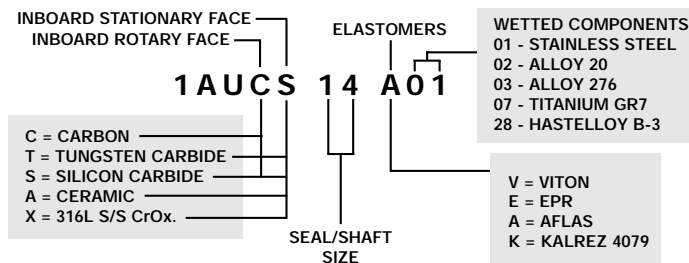 INBOARD STATIONARY FACE
INBOARD ROTARY FACE
ELASTOMERS
WETTED COMPONENTS
01 - STAINLESS STEEL
02 - ALLOY 20
03 - ALLOY 276
07 - TITANIUM GR7
28 - HASTELLOY B-3
1AUCS 14 A01
C = CARBON
T = TUNGSTEN CARBIDE
S = SILICON CARBIDE
A = CERAMIC
X = 316L S/S CrOx.
SEAL/SHAFT
SIZE
V = VITON
E = EPR
A = AFLAS
K = KALREZ 4079